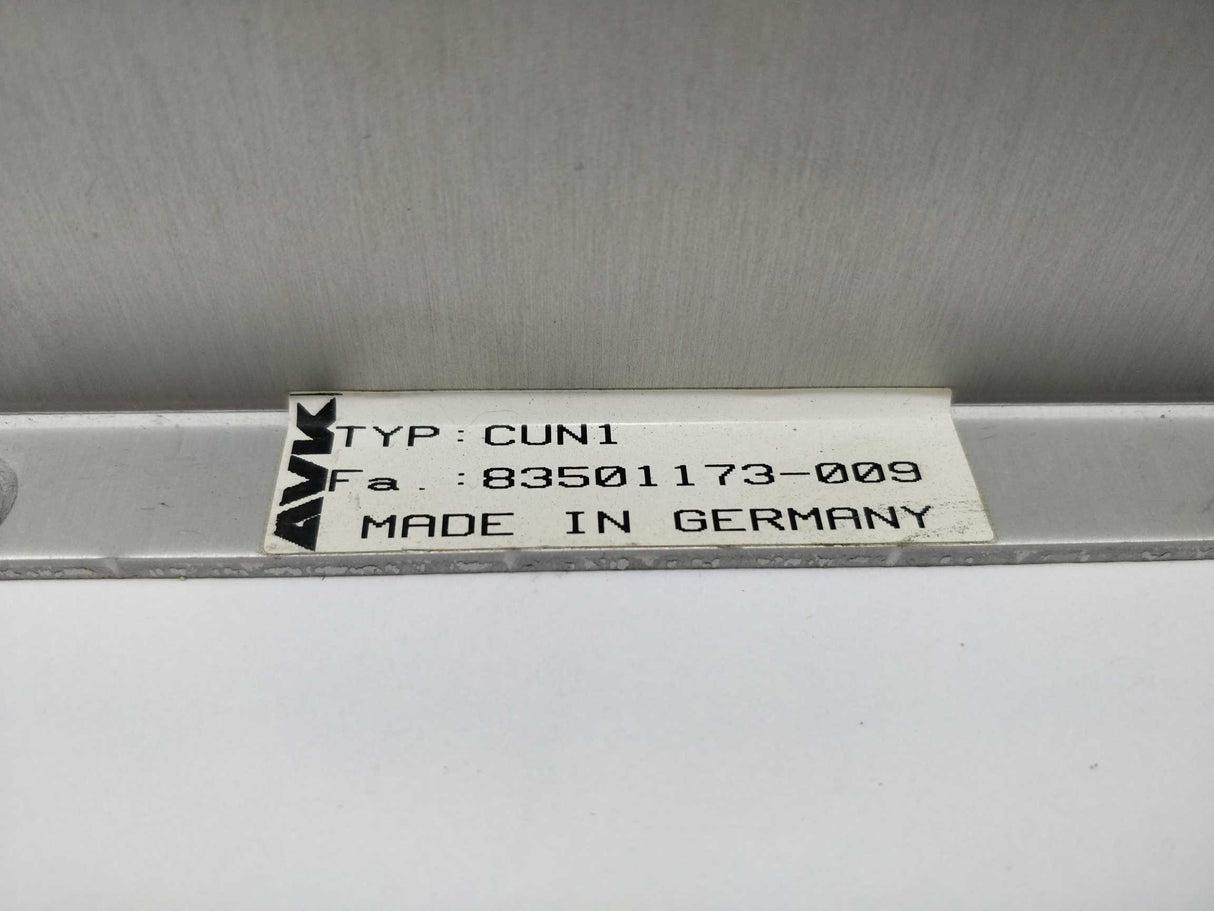 AVK
TYP: CUN1
Fa.: 83501173-009
MADE IN GERMANY